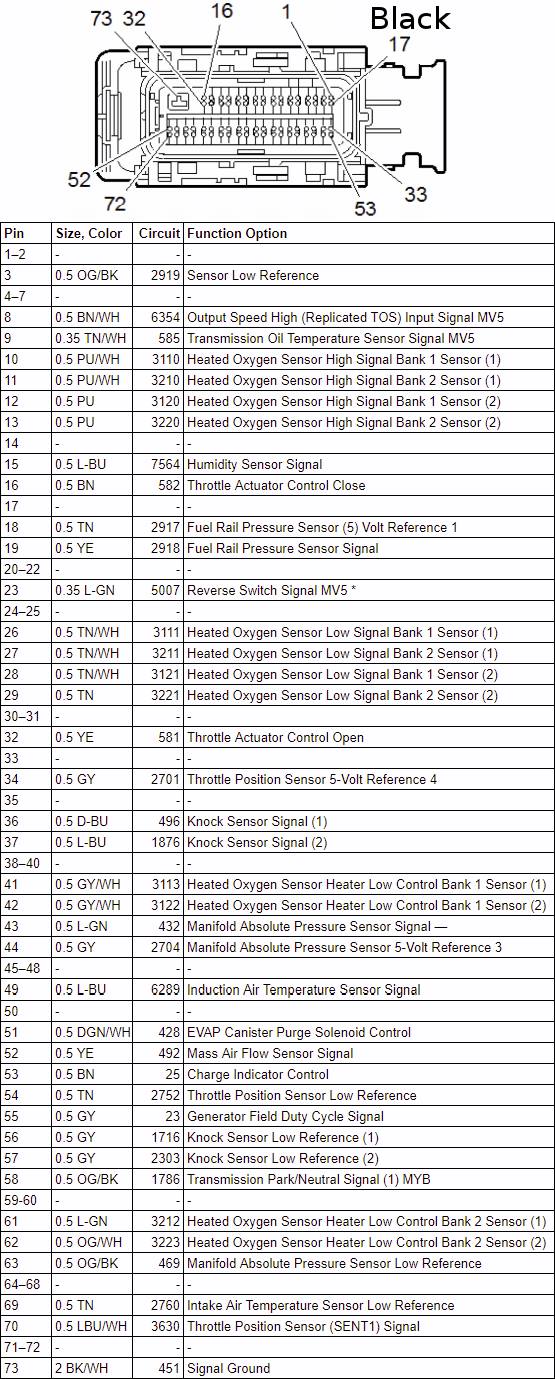 73 32 16 1 Black
17
52
72
53
33
Pin Size, Color Circuit Function Option
1–2 - - -
3 0.5 OG/BK 2919 Sensor Low Reference
4–7 - - -
8 0.5 BN/WH 6354 Output Speed High (Replicated TOS) Input Signal MV5
9 0.35 TN/WH 585 Transmission Oil Temperature Sensor Signal MV5
10 0.5 PU/WH 3110 Heated Oxygen Sensor High Signal Bank 1 Sensor (1)
11 0.5 PU/WH 3210 Heated Oxygen Sensor High Signal Bank 2 Sensor (1)
12 0.5 PU 3120 Heated Oxygen Sensor High Signal Bank 1 Sensor (2)
13 0.5 PU 3220 Heated Oxygen Sensor High Signal Bank 2 Sensor (2)
14 - - -
15 0.5 L-BU 7564 Humidity Sensor Signal
16 0.5 BN 582 Throttle Actuator Control Close
17 - - -
18 0.5 TN 2917 Fuel Rail Pressure Sensor (5) Volt Reference 1
19 0.5 YE 2918 Fuel Rail Pressure Sensor Signal
20–22 - - -
23 0.35 L-GN 5007 Reverse Switch Signal MV5 *
24–25 - - -
26 0.5 TN/WH 3111 Heated Oxygen Sensor Low Signal Bank 1 Sensor (1)
27 0.5 TN/WH 3211 Heated Oxygen Sensor Low Signal Bank 2 Sensor (1)
28 0.5 TN/WH 3121 Heated Oxygen Sensor Low Signal Bank 1 Sensor (2)
29 0.5 TN 3221 Heated Oxygen Sensor Low Signal Bank 2 Sensor (2)
30–31 - - -
32 0.5 YE 581 Throttle Actuator Control Open
33 - - -
34 0.5 GY 2701 Throttle Position Sensor 5-Volt Reference 4
35 - - -
36 0.5 D-BU 496 Knock Sensor Signal (1)
37 0.5 L-BU 1876 Knock Sensor Signal (2)
38–40 - - -
41 0.5 GY/WH 3113 Heated Oxygen Sensor Heater Low Control Bank 1 Sensor (1)
42 0.5 GY/WH 3122 Heated Oxygen Sensor Heater Low Control Bank 1 Sensor (2)
43 0.5 L-GN 432 Manifold Absolute Pressure Sensor Signal —
44 0.5 GY 2704 Manifold Absolute Pressure Sensor 5-Volt Reference 3
45–48 - - -
49 0.5 L-BU 6289 Induction Air Temperature Sensor Signal
50 - - -
51 0.5 DGN/WH 428 EVAP Canister Purge Solenoid Control
52 0.5 YE 492 Mass Air Flow Sensor Signal
53 0.5 BN 25 Charge Indicator Control
54 0.5 TN 2752 Throttle Position Sensor Low Reference
55 0.5 GY 23 Generator Field Duty Cycle Signal
56 0.5 GY 1716 Knock Sensor Low Reference (1)
57 0.5 GY 2303 Knock Sensor Low Reference (2)
58 0.5 OG/BK 1786 Transmission Park/Neutral Signal (1) MYB
59-60 - - -
61 0.5 L-GN 3212 Heated Oxygen Sensor Heater Low Control Bank 2 Sensor (1)
62 0.5 OG/WH 3223 Heated Oxygen Sensor Heater Low Control Bank 2 Sensor (2)
63 0.5 OG/BK 469 Manifold Absolute Pressure Sensor Low Reference
64–68 - - -
69 0.5 TN 2760 Intake Air Temperature Sensor Low Reference
70 0.5 LBU/WH 3630 Throttle Position Sensor (SENT1) Signal
71–72 - - -
73 2 BK/WH 451 Signal Ground